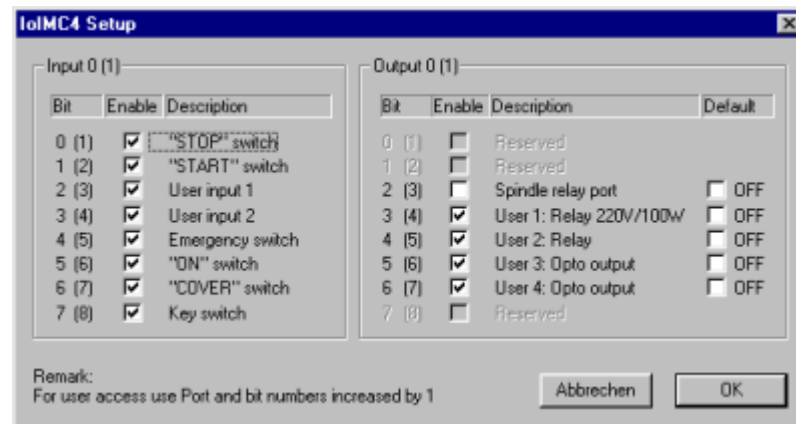 IoIMC4 Setup
Input 0 (1)
Bit Enable Description
0 (1) "STOP" switch
1 (2) "START" switch
2 (3) User input 1
3 (4) User input 2
4 (5) Emergency switch
5 (6) "ON" switch
6 (7) "COVER" switch
7 (8) Key switch
Output 0 (1)
Bit Enable Description Default
0 (1) Reserved
1 (2) Reserved
2 (3) Spindle relay port OFF
3 (4) User 1: Relay 220V/100W OFF
4 (5) User 2: Relay OFF
5 (6) User 3: Opto output OFF
6 (7) User 4: Opto output OFF
7 (8) Reserved
Remark:
For user access use Port and bit numbers increased by 1
Abbrechen
OK